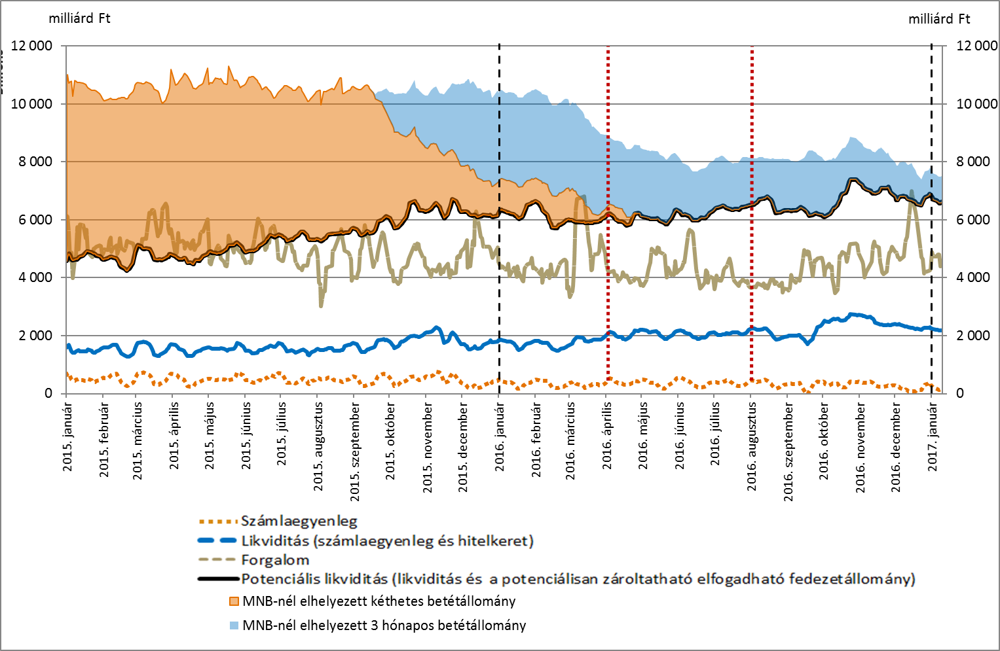 milliárd Ft milliárd Ft
12 000 12 000
10 000 10 000
8 000 8 000
6 000 6 000
4 000 4 000
2 000 2 000
0 0
2015. január
2015. február
2015. március
2015. április
2015. május
2015. június
2015. július
2015. augusztus
2015. szeptember
2015. október
2015. november
2015. december
2016. január
2016. február
2016. március
2016. április
2016. május
2016. június
2016. július
2016. augusztus
2016. szeptember
2016. október
2016. november
2016. december
2017. január
Számlaegyenleg
Likviditás (számlaegyenleg és hitelkeret)
Forgalom
Potenciális likviditás (likviditás és a potenciálisan zároltatható elfogadható fedezetállomány)
MNB-nél elhelyezett kéthetes betétállomány
MNB-nél elhelyezett 3 hónapos betétállomány